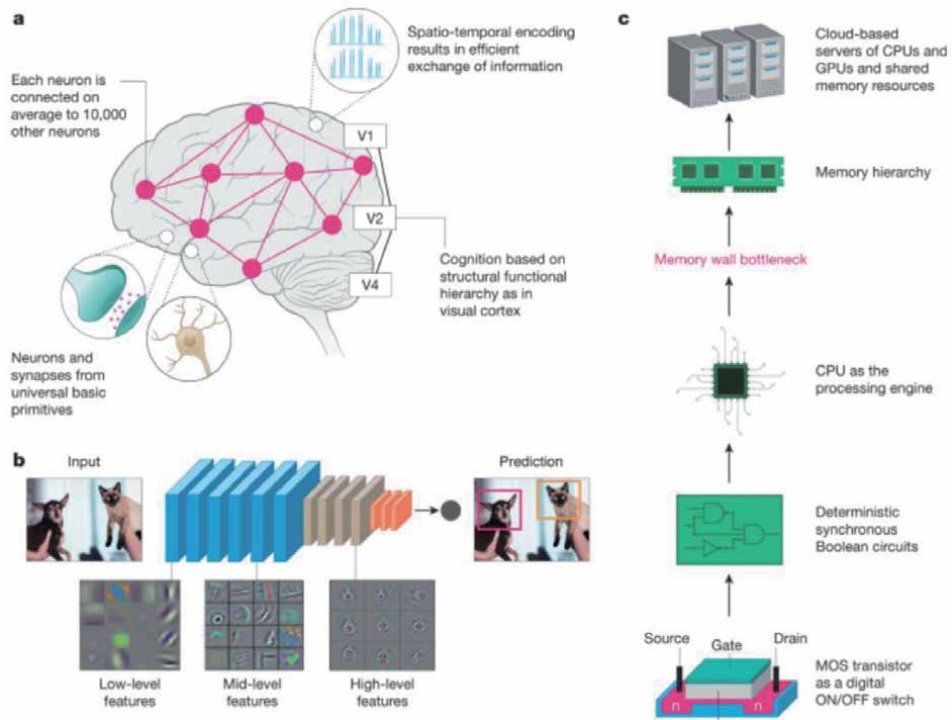 a
Spatio-temporal encoding
results in efficient
exchange of information
Each neuron is
connected on
average to 10,000
other neurons
V1
V2
V4
Cognition based on
structural functional
hierarchy as in
visual cortex
Neurons and
synapses from
universal basic
primitives
b
Input
Prediction
Low-level
features
Mid-level
features
High-level
features
c
Cloud-based
servers of CPUs and
GPUs and shared
memory resources
Memory hierarchy
Memory wall bottleneck
CPU as the
processing engine
Deterministic
synchronous
Boolean circuits
Source
Gate
Drain
n
n
MOS transistor
as a digital
ON/OFF switch